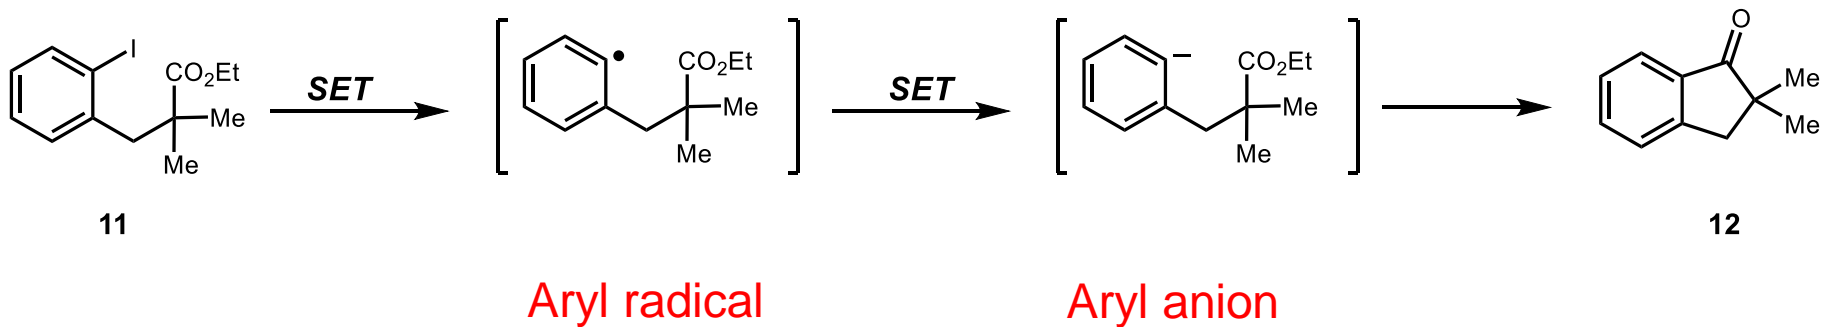 I
CO₂Et
Me
Me
11
SET
•
CO₂Et
Me
Me
Aryl radical
SET
–
CO₂Et
Me
Me
Aryl anion
O
Me
Me
12